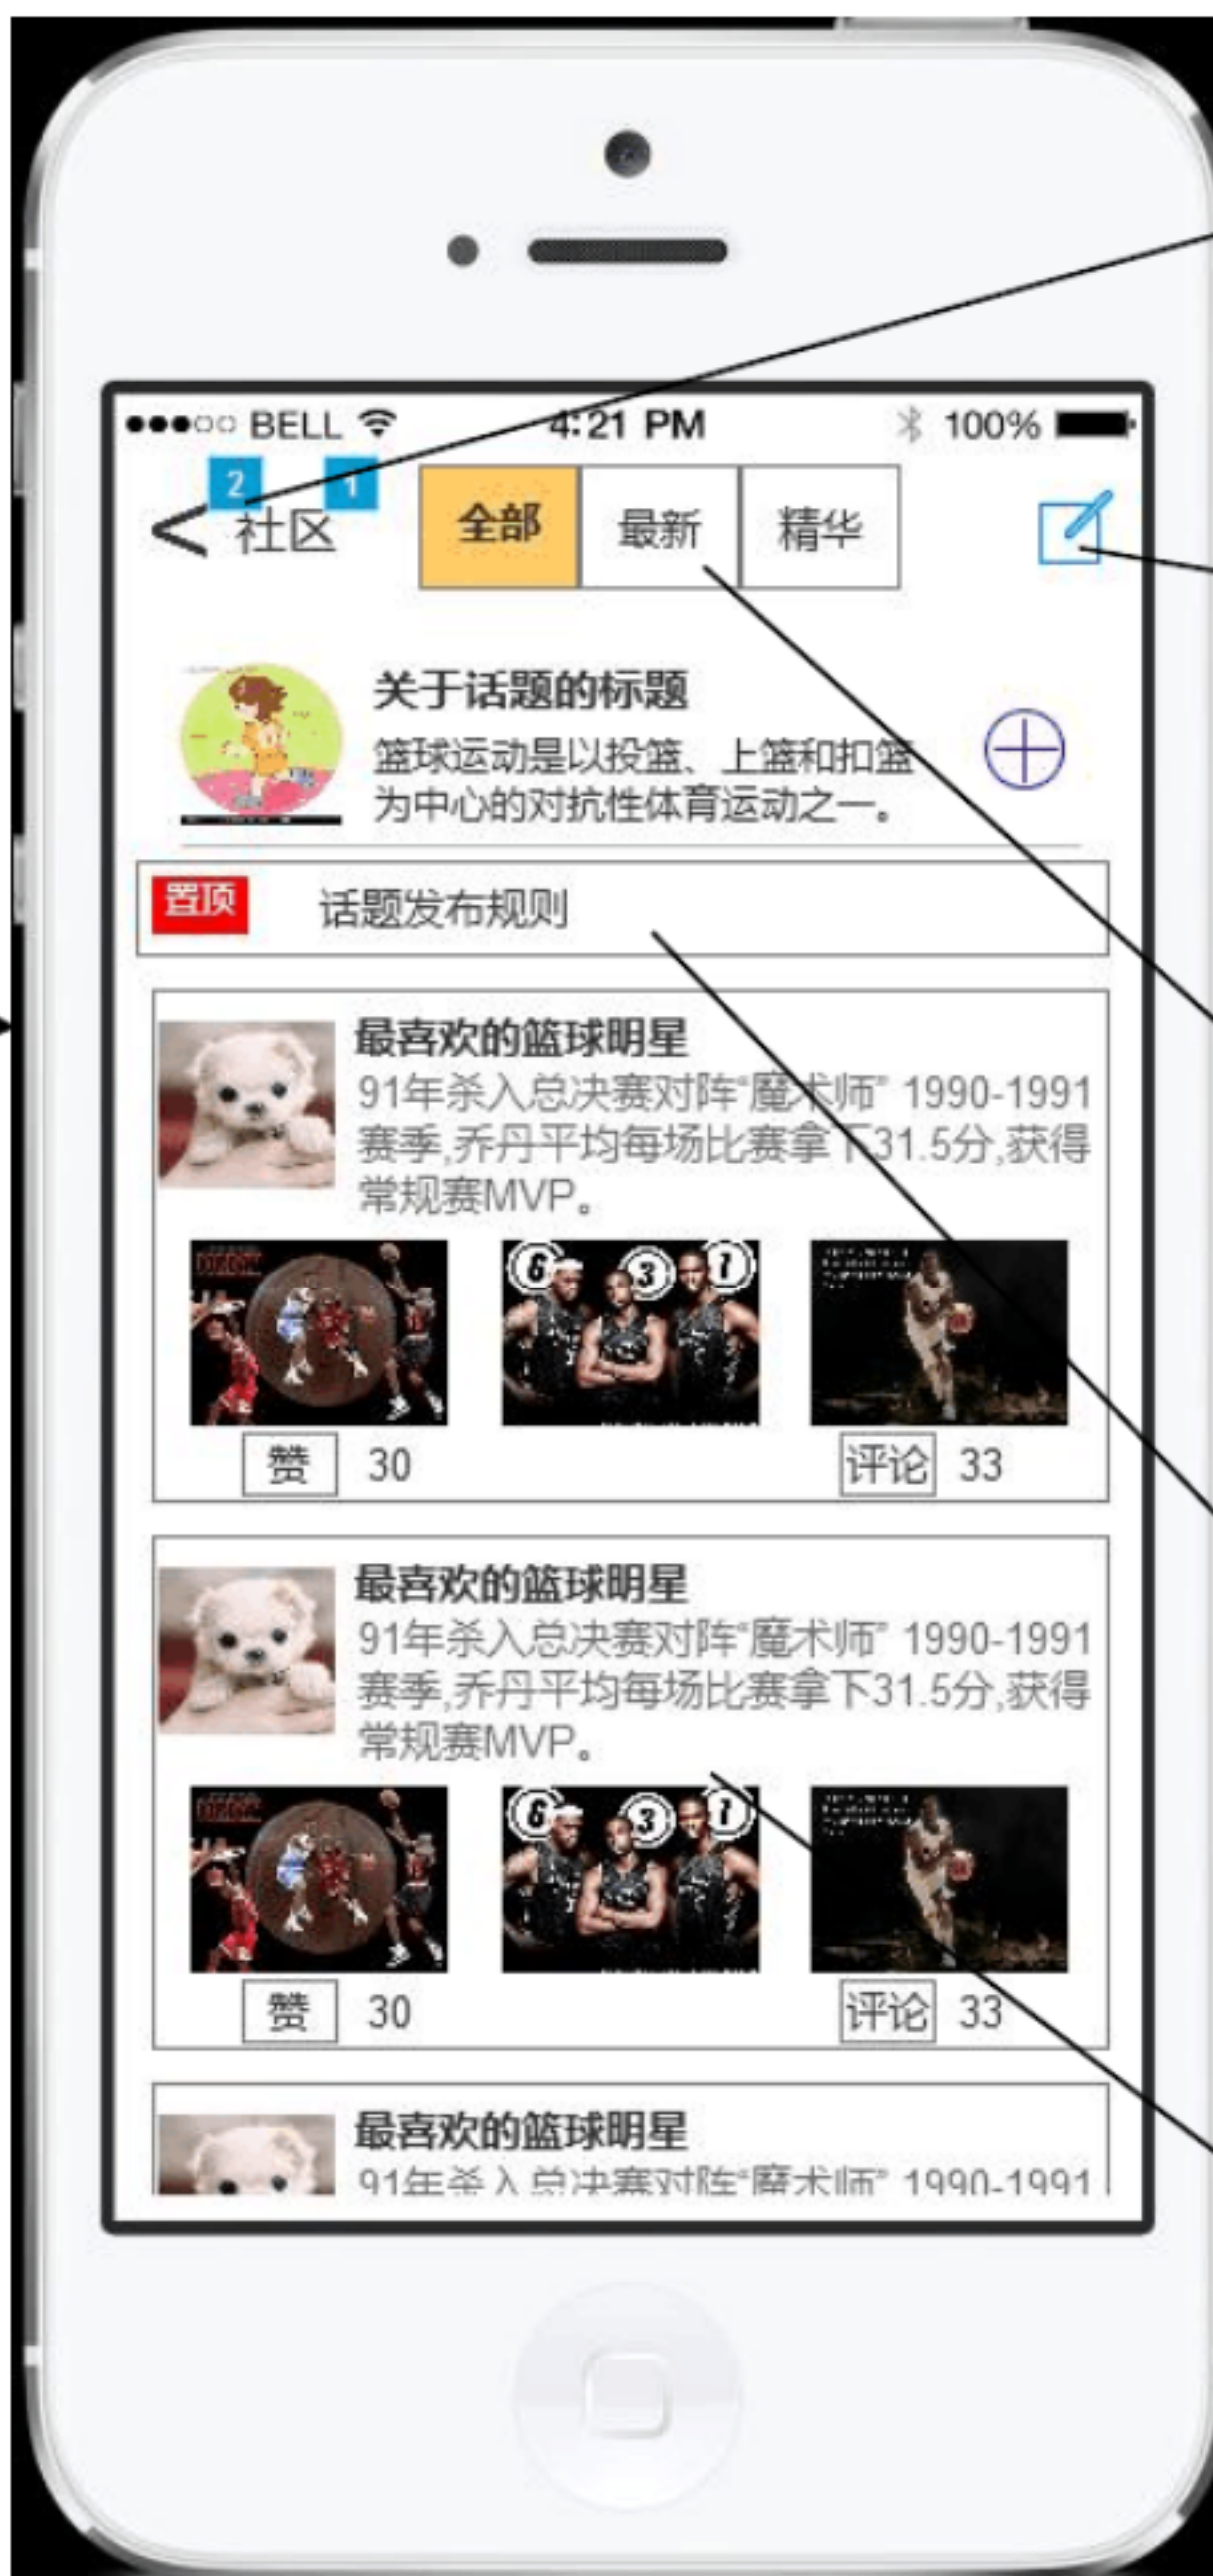 BELL 4:21 PM 100%
2 1
< 社区 全部 最新 精华
关于话题的标题
篮球运动是以投篮、上篮和扣篮
为中心的对抗性体育运动之一。
置顶 话题发布规则
最喜欢的篮球明星
91年杀入总决赛对阵“魔术师” 1990-1991
赛季,乔丹平均每场比赛拿下31.5分,获得
常规赛MVP。
6 3 1
赞 30 评论 33
最喜欢的篮球明星
91年杀入总决赛对阵“魔术师” 1990-1991
赛季,乔丹平均每场比赛拿下31.5分,获得
常规赛MVP。
6 3 1
赞 30 评论 33
最喜欢的篮球明星
91年杀入总决赛对阵“魔术师” 1990-1991